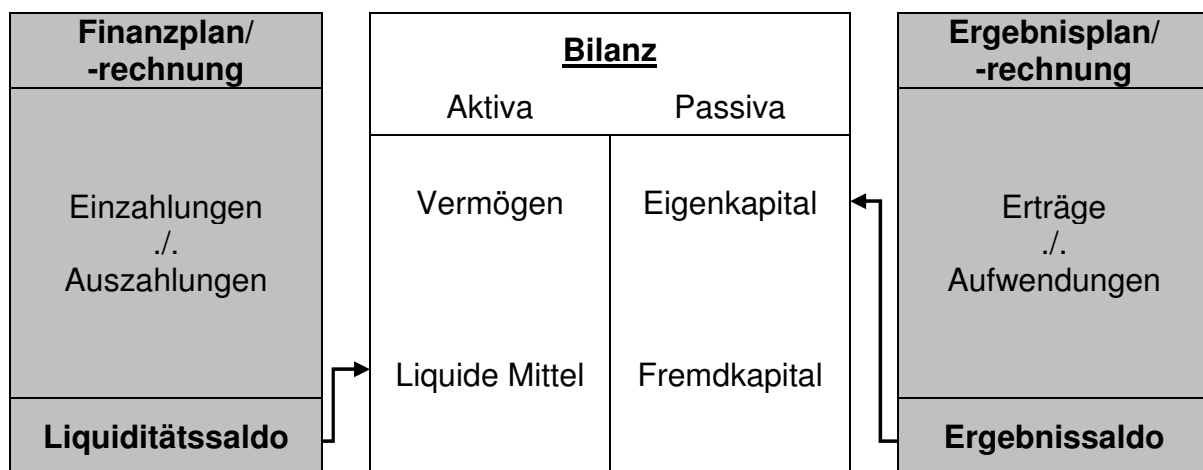 Finanzplan/
-rechnung
Einzahlungen
./.
Auszahlungen
Liquiditätssaldo
Bilanz
Aktiva Passiva
Vermögen Eigenkapital
Liquide Mittel Fremdkapital
Ergebnisplan/
-rechnung
Erträge
./.
Aufwendungen
Ergebnissaldo